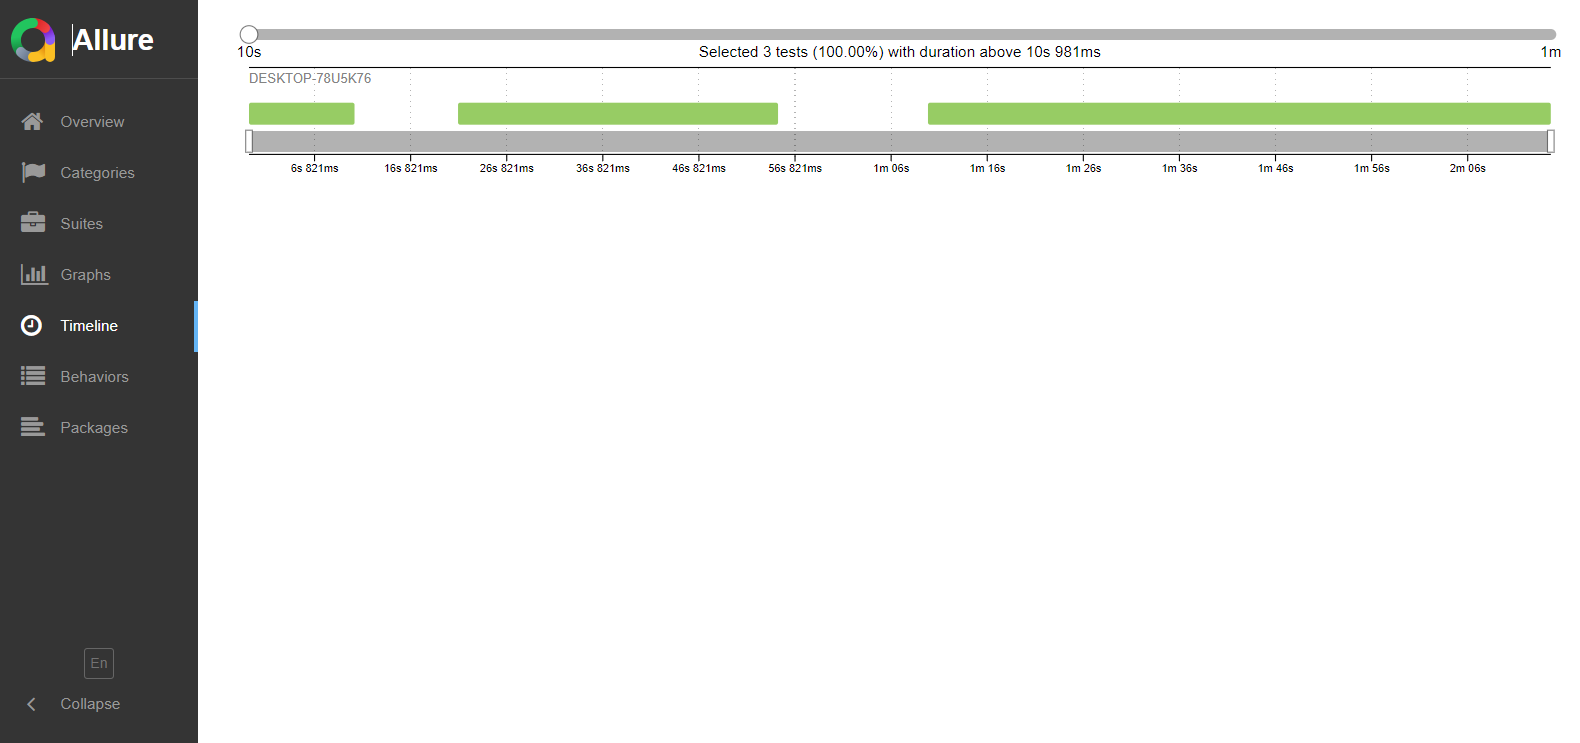 Allure
Overview
Categories
Suites
Graphs
Timeline
Behaviors
Packages
En
Collapse
10s Selected 3 tests (100.00%) with duration above 10s 981ms 1m
DESKTOP-78U5K76
6s 821ms 16s 821ms 26s 821ms 36s 821ms 46s 821ms 56s 821ms 1m 06s 1m 16s 1m 26s 1m 36s 1m 46s 1m 56s 2m 06s